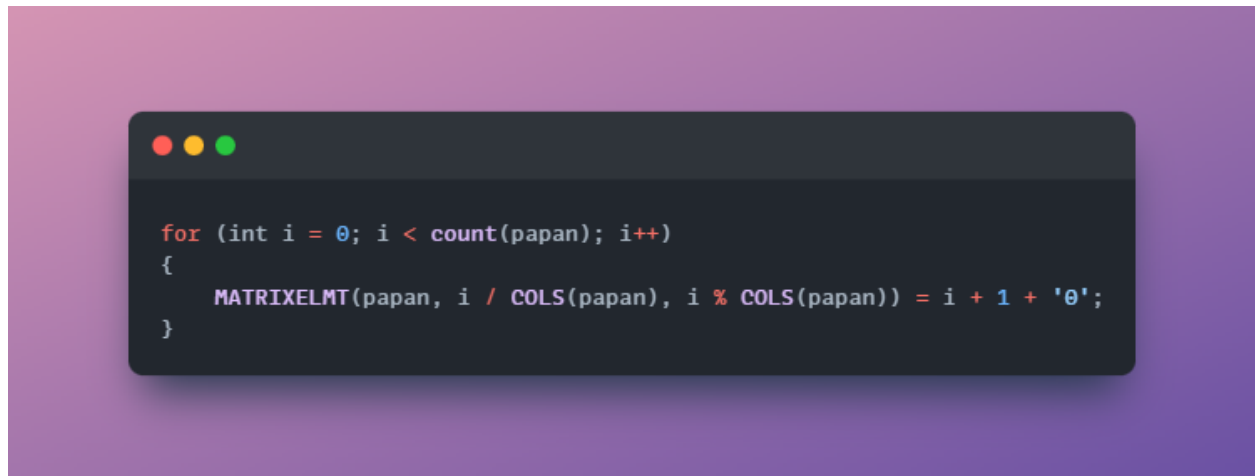 for (int i = 0; i < count(papan); i++)
{
    MATRIXELMT(papan, i / COLS(papan), i % COLS(papan)) = i + 1 + '0';
}